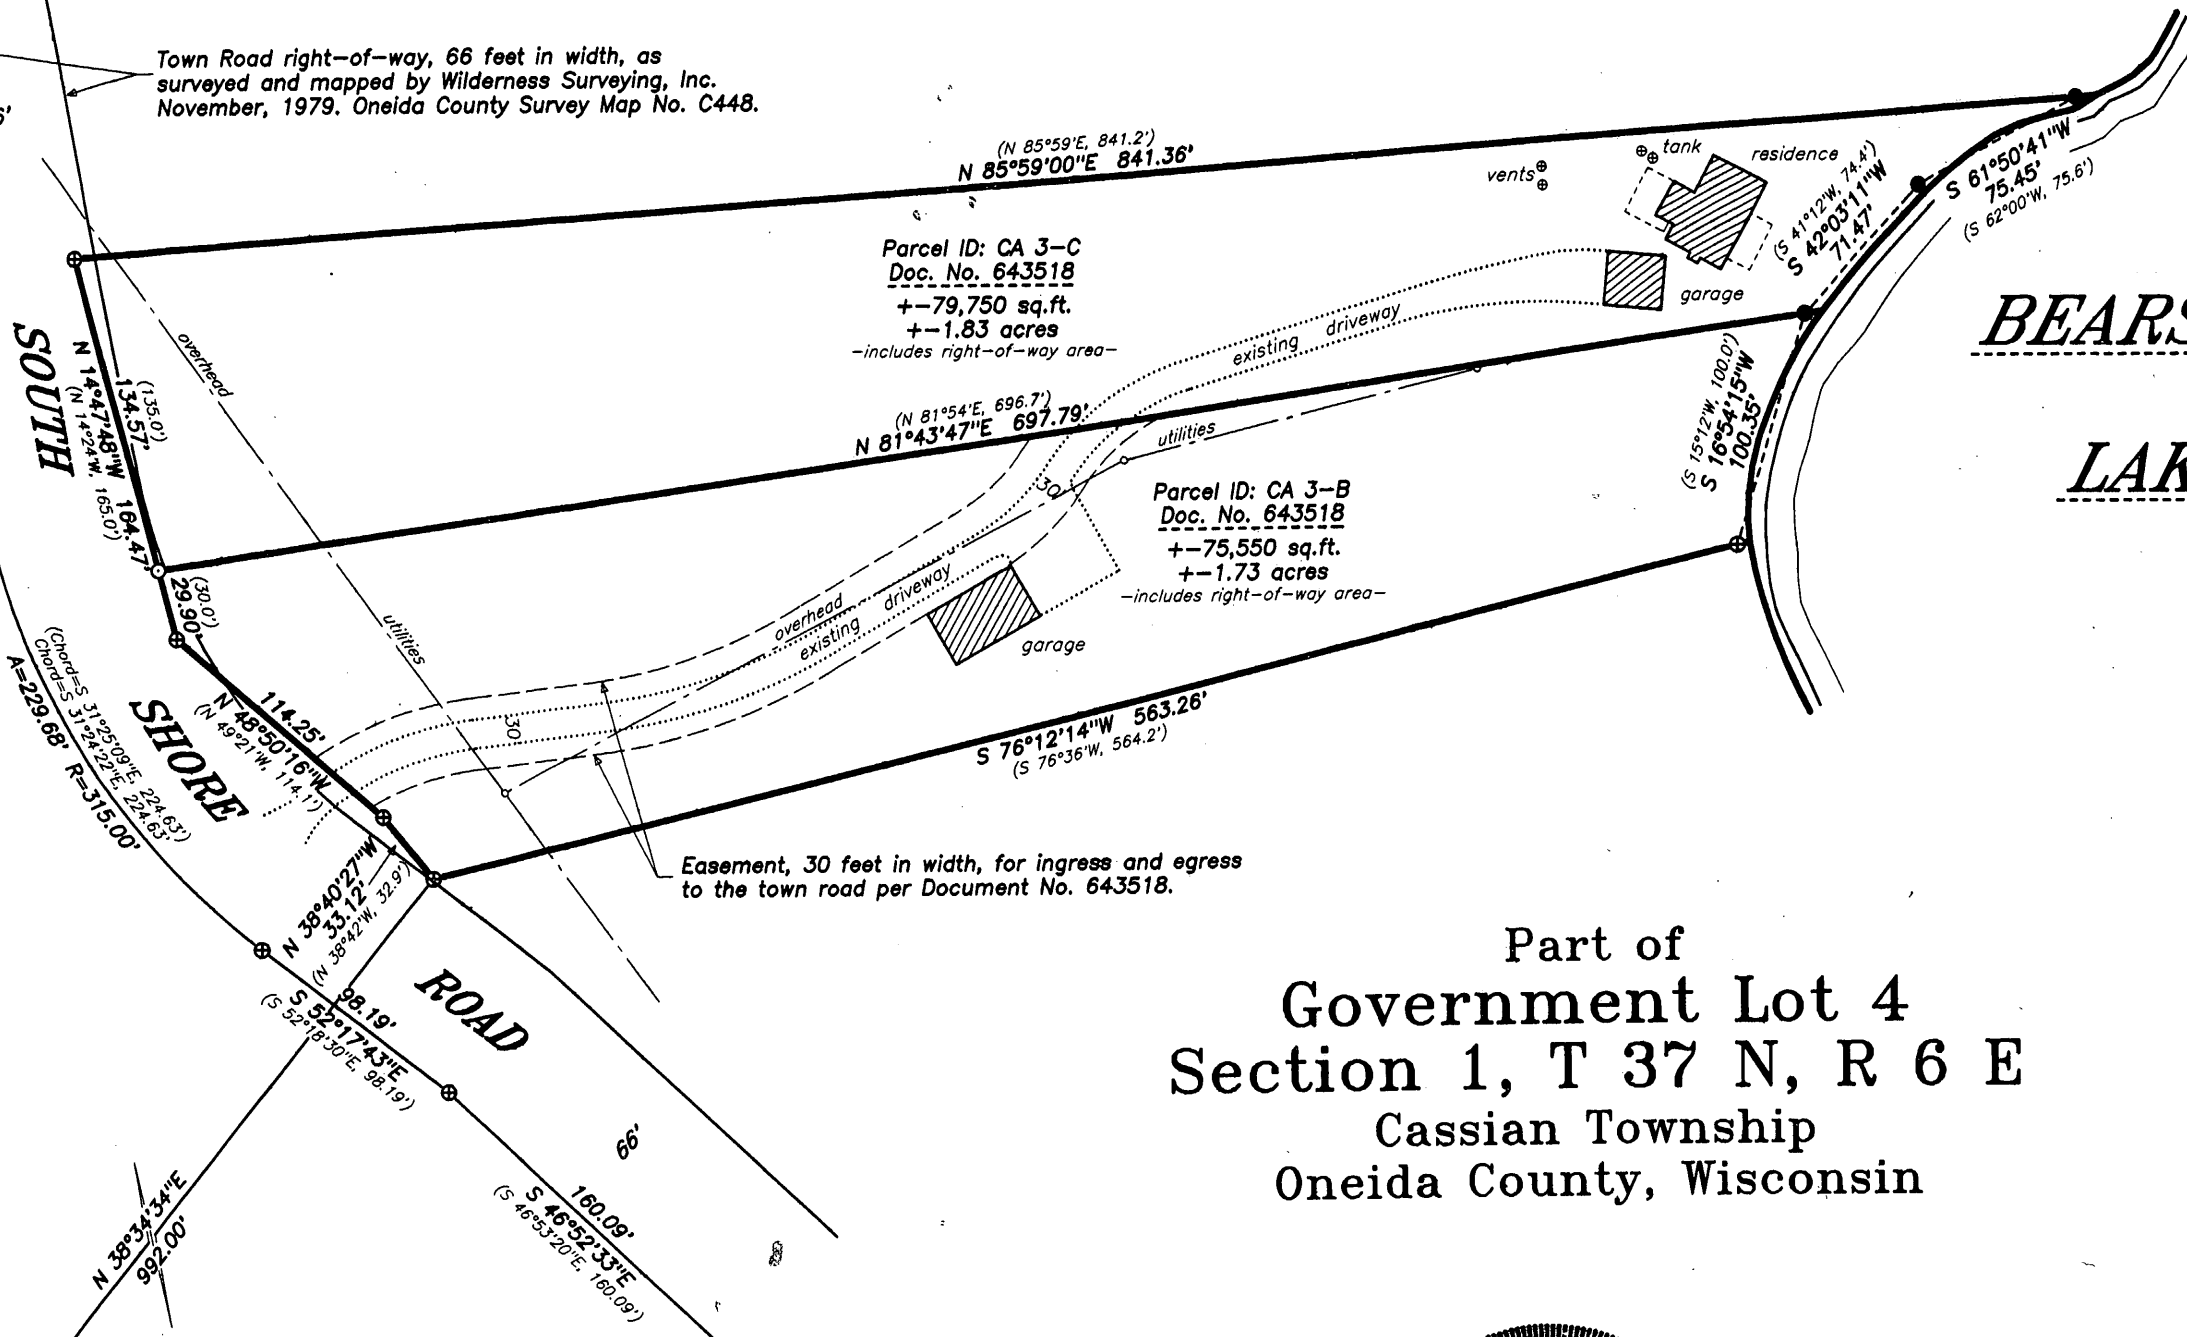 Town Road right-of-way, 66 feet in width, as
surveyed and mapped by Wilderness Surveying, Inc.
November, 1979. Oneida County Survey Map No. C448.
(N 85°59'E, 841.2')
N 85°59'00"E 841.36'
vents
tank
residence
garage
(S 41°12'W, 74.4')
S 42°03'11"W
71.47'
S 61°50'41"W
75.45'
(S 62°00'W, 75.6')
Parcel ID: CA 3-C
Doc. No. 643518
+-79,750 sq.ft.
+-1.83 acres
-includes right-of-way area-
existing driveway
BEARS
LAK
overhead
utilities
SOUTH
(135.0')
134.57'
N 14°47'48"W 164.47'
(N 14°24'W, 165.0')
(30.0')
29.90'
(N 81°54'E, 696.7')
N 81°43'47"E 697.79'
utilities
30'
(S 15°12'W, 100.0')
S 16°54'15"W
100.35'
Parcel ID: CA 3-B
Doc. No. 643518
+-75,550 sq.ft.
+-1.73 acres
-includes right-of-way area-
overhead
existing driveway
garage
30'
(Chord=S 31°25'09"E, 224.63')
Chord=S 31°24'22"E, 224.63'
A=229.68' R=315.00'
SHORE
114.25'
N 48°50'16"W
(N 49°21'W, 114.1')
S 76°12'14"W 563.26'
(S 76°36'W, 564.2')
Easement, 30 feet in width, for ingress and egress
to the town road per Document No. 643518.
N 38°40'27"W
33.12'
(N 38°42'W, 32.9')
ROAD
98.19'
S 52°17'43"E
(S 52°18'30"E, 98.19')
66'
160.09'
S 46°52'33"E
(S 46°53'20"E, 160.09')
N 38°34'34"E
992.00'
Part of
Government Lot 4
Section 1, T 37 N, R 6 E
Cassian Township
Oneida County, Wisconsin